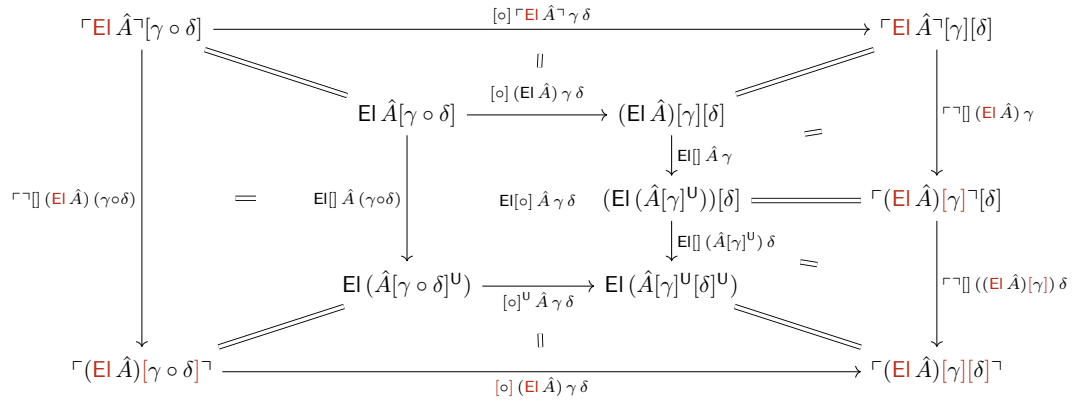 [∘] ⌜El Â⌝ γ δ
⌜El Â⌝[γ ∘ δ] ⌜El Â⌝[γ][δ]
=
[∘] (El Â) γ δ
El Â[γ ∘ δ] (El Â)[γ][δ] = ⌜⌝[] (El Â) γ
El[] Â γ
⌜⌝[] (El Â) (γ∘δ) = El[] Â (γ∘δ) El[∘] Â γ δ (El (Â[γ]ᵁ))[δ] ⌜(El Â)[γ]⌝[δ]
El[] (Â[γ]ᵁ) δ
=
El (Â[γ ∘ δ]ᵁ) El (Â[γ]ᵁ[δ]ᵁ) ⌜⌝[] ((El Â)[γ]) δ
[∘]ᵁ Â γ δ
=
⌜(El Â)[γ ∘ δ]⌝ ⌜(El Â)[γ][δ]⌝
[∘] (El Â) γ δ